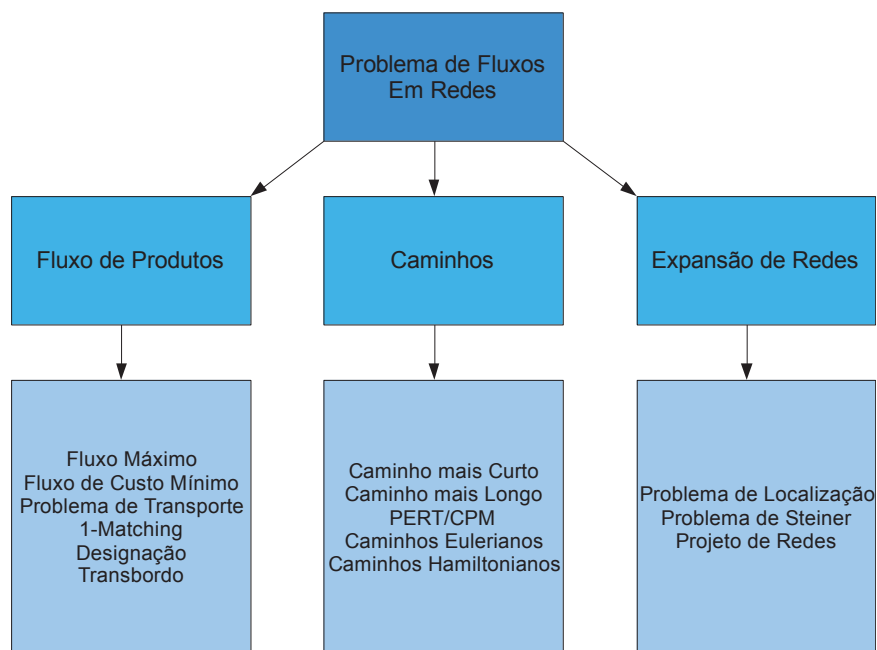 Problema de Fluxos
Em Redes
Fluxo de Produtos
Caminhos
Expansão de Redes
Fluxo Máximo
Fluxo de Custo Mínimo
Problema de Transporte
1-Matching
Designação
Transbordo
Caminho mais Curto
Caminho mais Longo
PERT/CPM
Caminhos Eulerianos
Caminhos Hamiltonianos
Problema de Localização
Problema de Steiner
Projeto de Redes